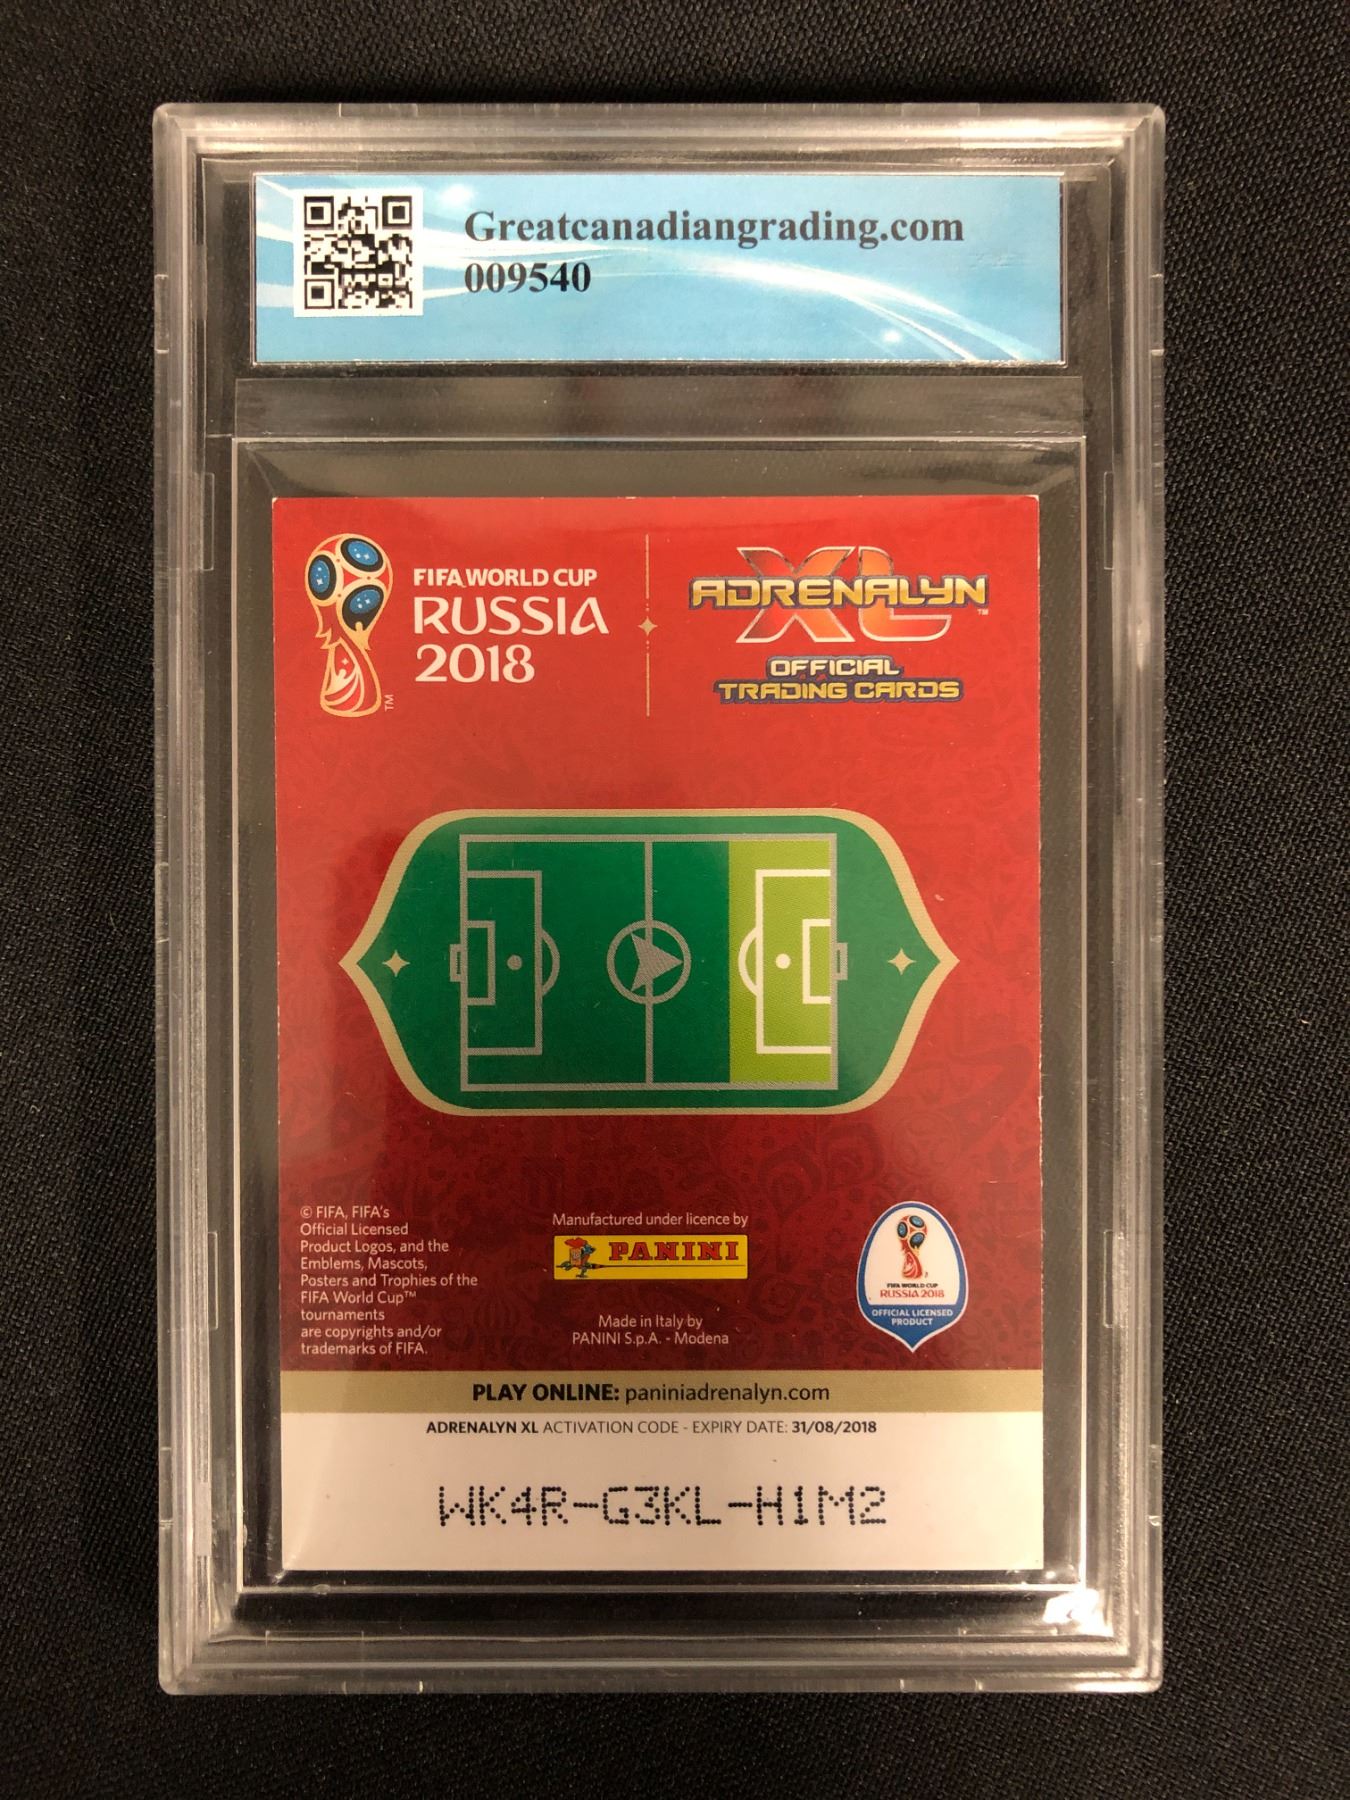 Greatcanadiangrading.com
009540
FIFA WORLD CUP
RUSSIA
2018
TM
ADRENALYN
XL
TM
OFFICIAL
TRADING CARDS
© FIFA, FIFA's
Official Licensed
Product Logos, and the
Emblems, Mascots,
Posters and Trophies of the
FIFA World Cup™
tournaments
are copyrights and/or
trademarks of FIFA.
Manufactured under licence by
PANINI
Made in Italy by
PANINI S.p.A. - Modena
FIFA WORLD CUP
RUSSIA 2018
OFFICIAL LICENSED
PRODUCT
PLAY ONLINE: paniniadrenalyn.com
ADRENALYN XL ACTIVATION CODE - EXPIRY DATE: 31/08/2018
WK4R-G3KL-H1M2